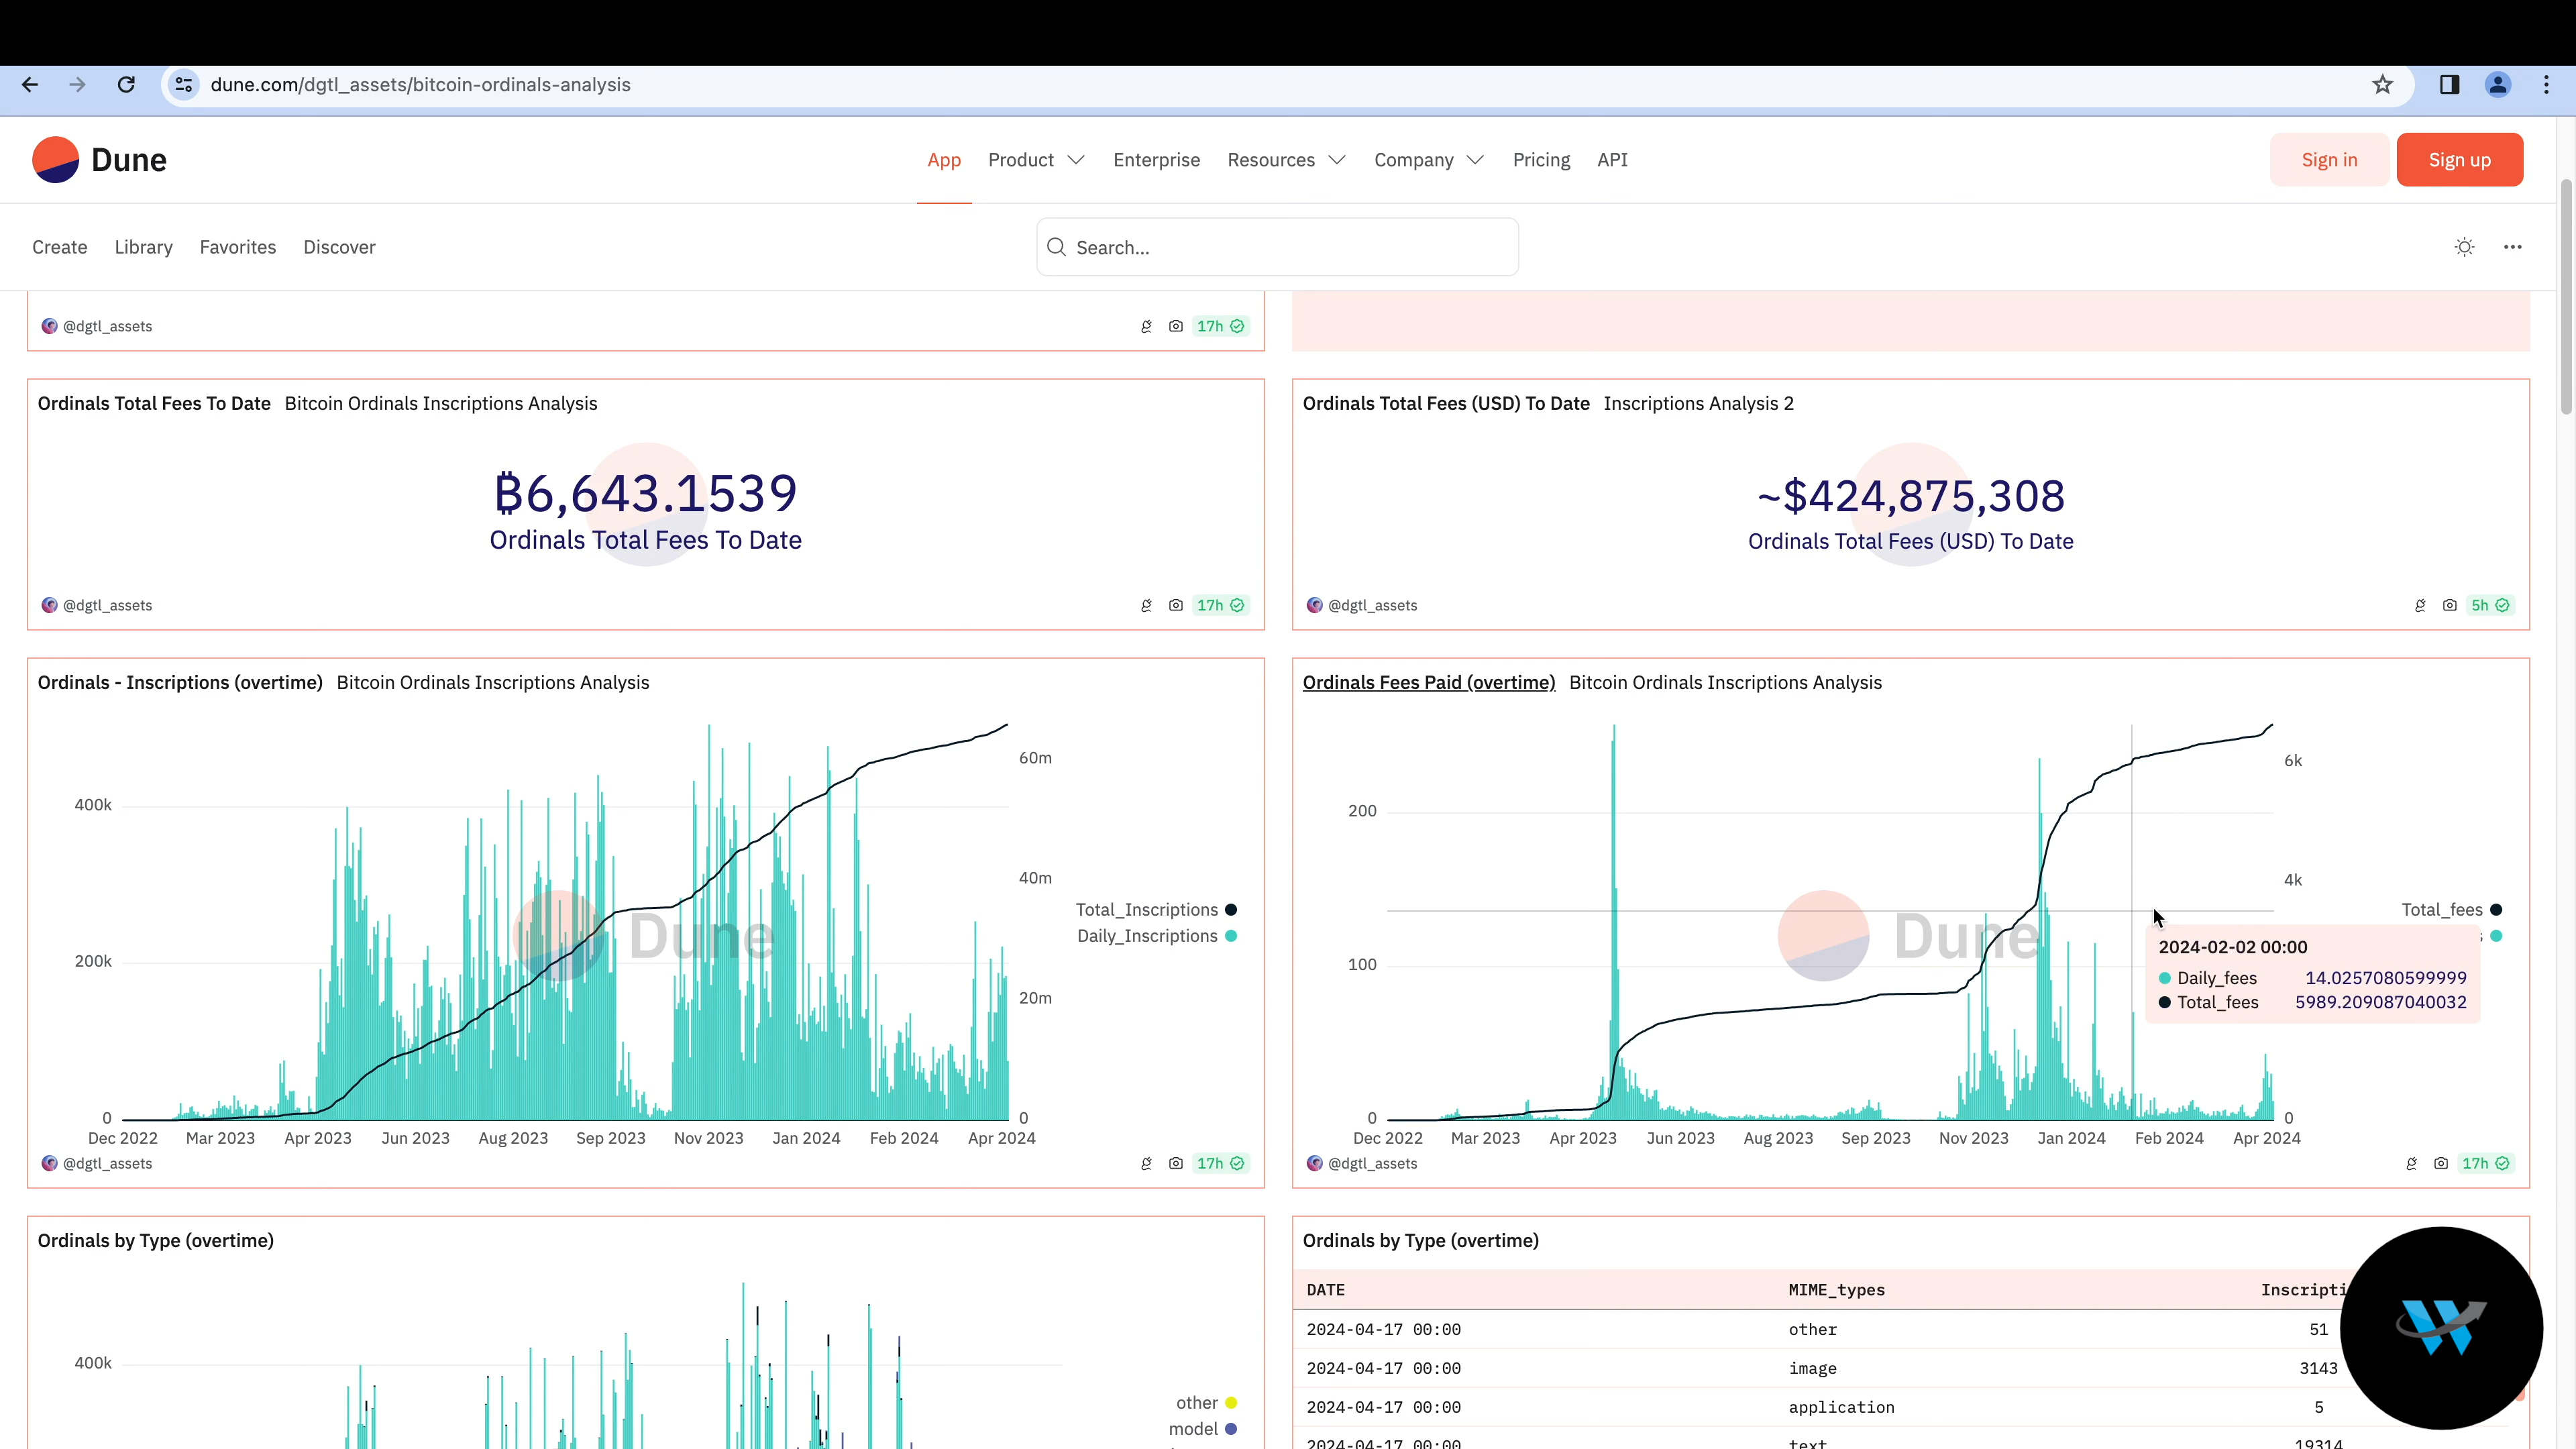 dune.com/dgtl_assets/bitcoin-ordinals-analysis
Dune
App Product Enterprise Resources Company Pricing API
Sign in Sign up
Create Library Favorites Discover
Search...
@dgtl_assets 17h
Ordinals Total Fees To Date Bitcoin Ordinals Inscriptions Analysis
₿6,643.1539
Ordinals Total Fees To Date
@dgtl_assets 17h
Ordinals Total Fees (USD) To Date Inscriptions Analysis 2
~$424,875,308
Ordinals Total Fees (USD) To Date
@dgtl_assets 5h
Ordinals - Inscriptions (overtime) Bitcoin Ordinals Inscriptions Analysis
60m
400k
40m
Total_Inscriptions
Dune
Daily_Inscriptions
200k
20m
0 0
Dec 2022 Mar 2023 Apr 2023 Jun 2023 Aug 2023 Sep 2023 Nov 2023 Jan 2024 Feb 2024 Apr 2024
@dgtl_assets 17h
Ordinals Fees Paid (overtime) Bitcoin Ordinals Inscriptions Analysis
6k
200
4k
Total_fees
Dune
2024-02-02 00:00
100
Daily_fees 14.0257080599999
Total_fees 5989.209087040032
0 0
Dec 2022 Mar 2023 Apr 2023 Jun 2023 Aug 2023 Sep 2023 Nov 2023 Jan 2024 Feb 2024 Apr 2024
@dgtl_assets 17h
Ordinals by Type (overtime)
400k
other
model
Ordinals by Type (overtime)
DATE MIME_types Inscripti
2024-04-17 00:00 other 51
2024-04-17 00:00 image 3143
2024-04-17 00:00 application 5
2024-04-17 00:00 text 19314
W